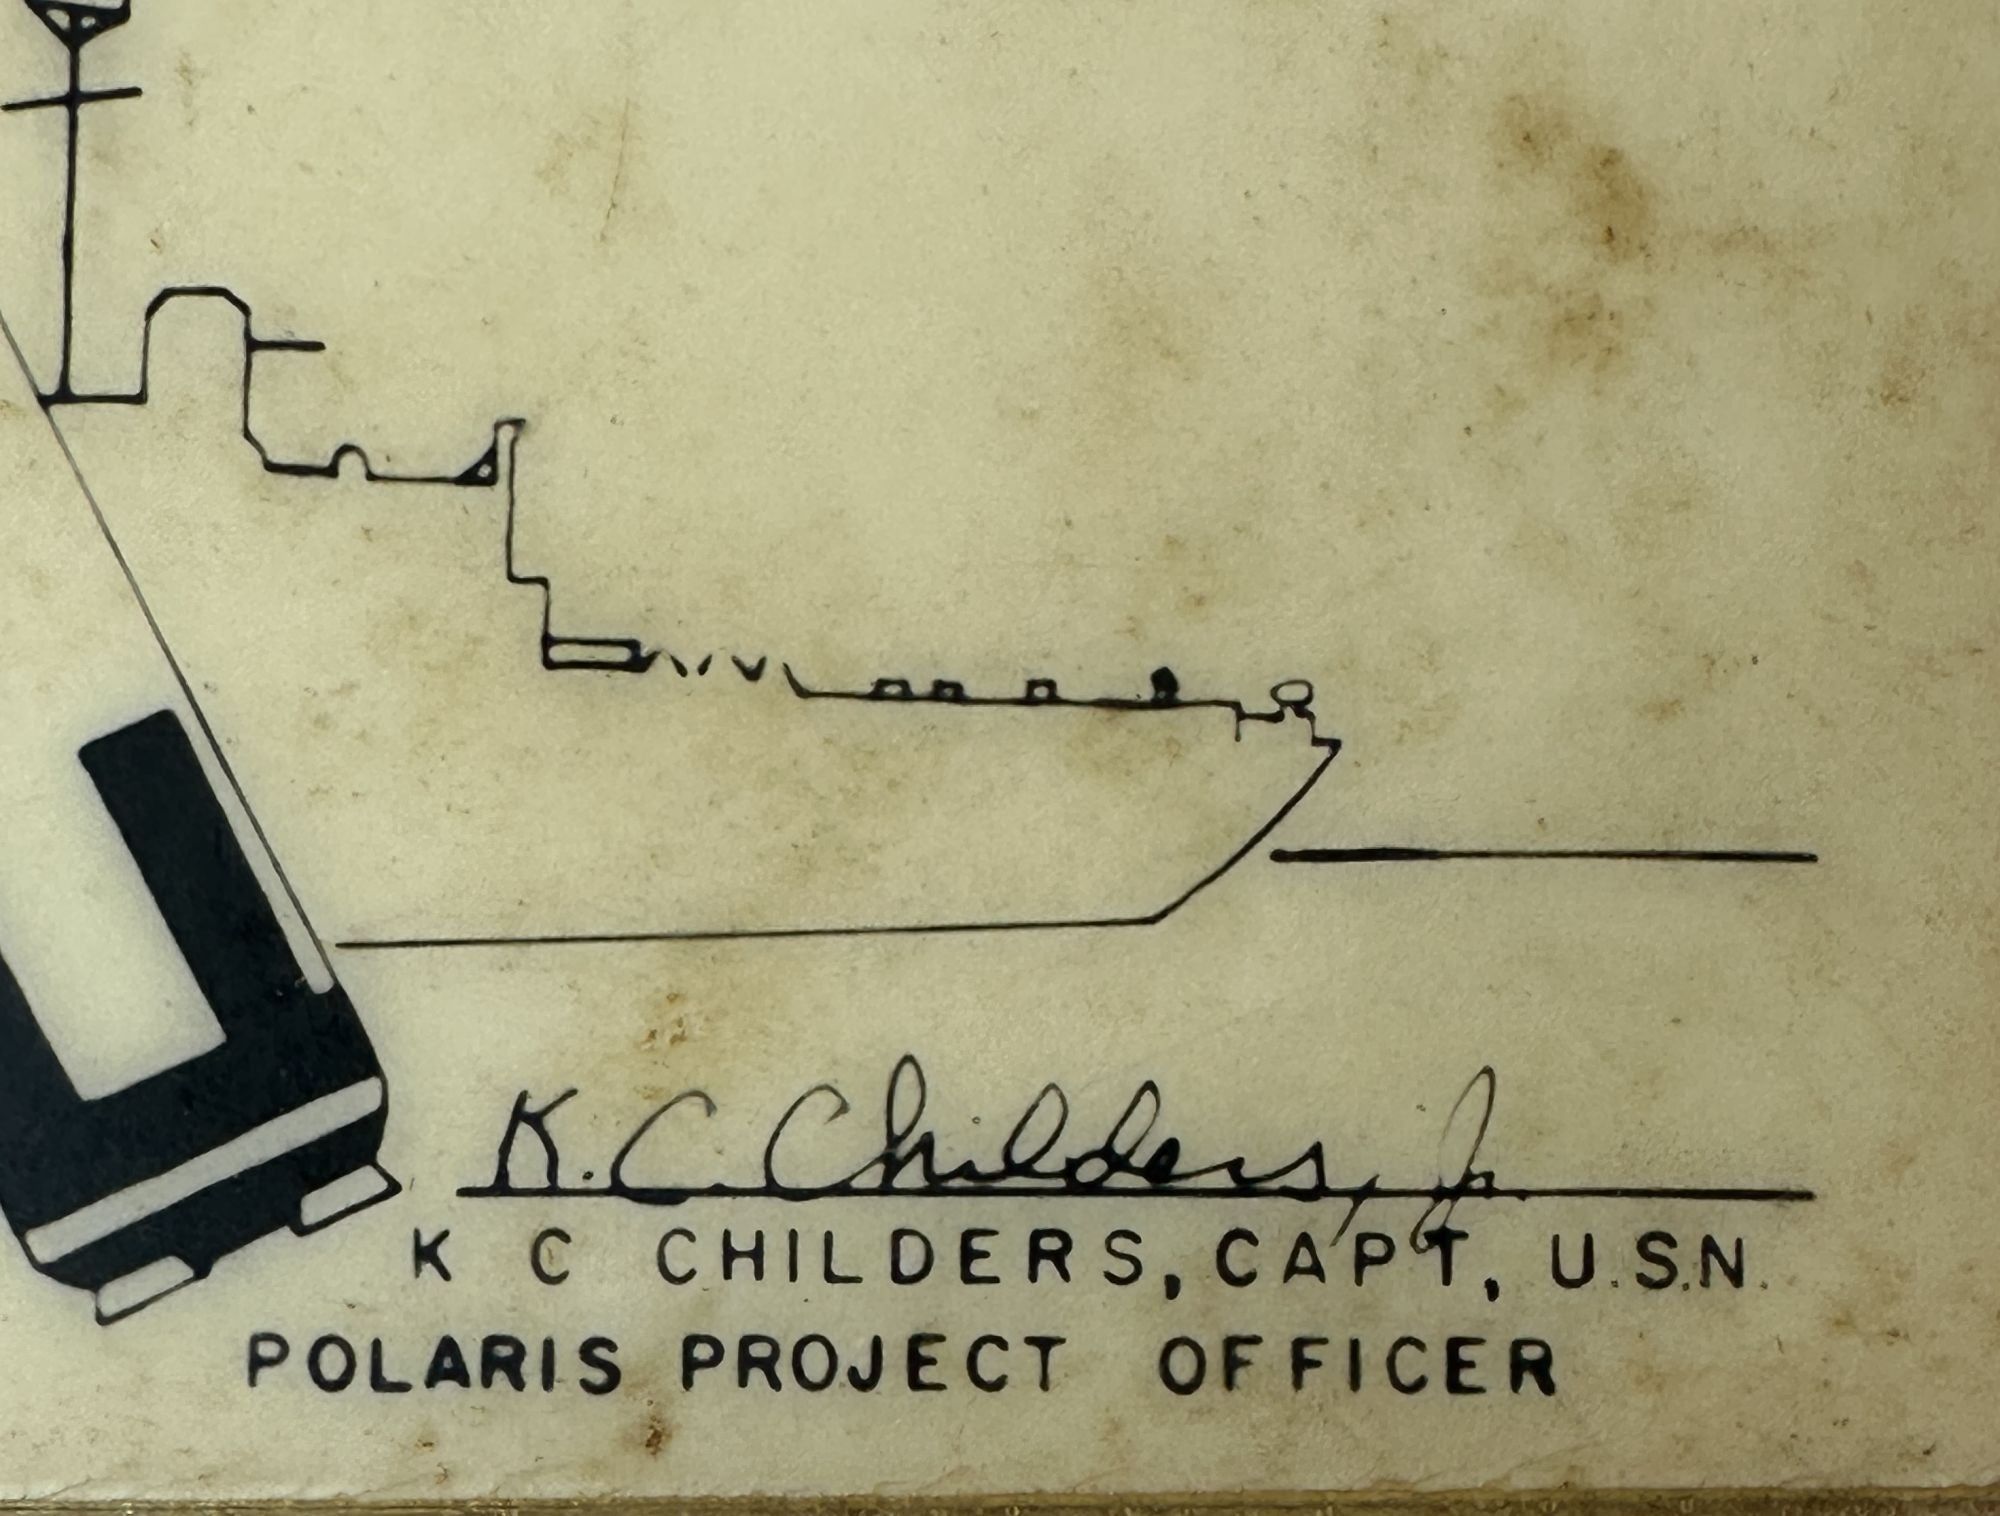 K. C. Childers, Jr.
K C CHILDERS, CAPT, U.S.N.
POLARIS PROJECT OFFICER